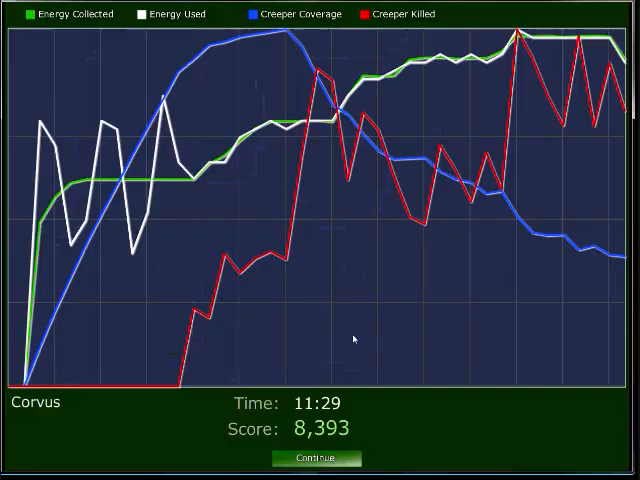 Energy Collected Energy Used Creeper Coverage Creeper Killed
Corvus
Time: 11:29
Score: 8,393
Continue